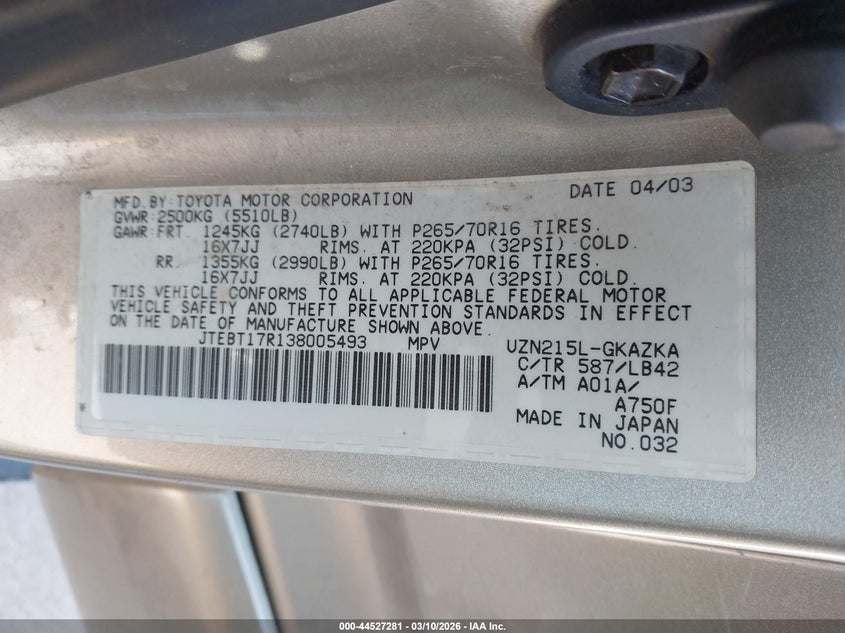 MFD.BY:TOYOTA MOTOR CORPORATION DATE 04/03
GVWR:2500KG (5510LB)
GAWR:FRT. 1245KG (2740LB) WITH P265/70R16 TIRES.
16X7JJ RIMS. AT 220KPA (32PSI) COLD.
RR. 1355KG (2990LB) WITH P265/70R16 TIRES.
16X7JJ RIMS. AT 220KPA (32PSI) COLD.
THIS VEHICLE CONFORMS TO ALL APPLICABLE FEDERAL MOTOR
VEHICLE SAFETY AND THEFT PREVENTION STANDARDS IN EFFECT
ON THE DATE OF MANUFACTURE SHOWN ABOVE.
JTEBT17R138005493 MPV UZN215L-GKAZKA
C/TR 587/LB42
A/TM A01A/
A750F
MADE IN JAPAN
NO.032
000-44527281 - 03/10/2026 - IAA Inc.